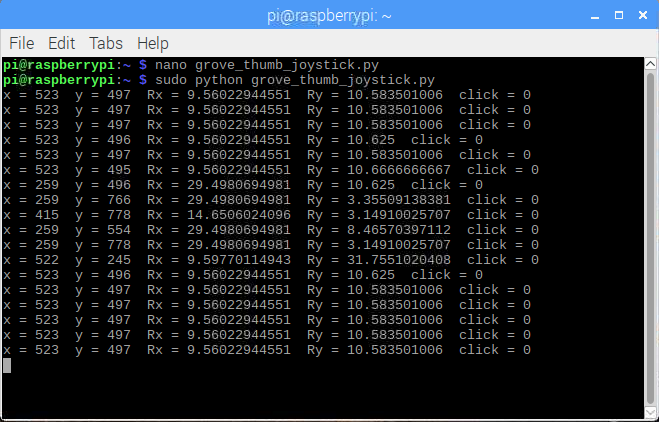 pi@raspberrypi: ~
File Edit Tabs Help
pi@raspberrypi:~ $ nano grove_thumb_joystick.py
pi@raspberrypi:~ $ sudo python grove_thumb_joystick.py
x = 523  y = 497  Rx = 9.56022944551  Ry = 10.583501006  click = 0
x = 523  y = 497  Rx = 9.56022944551  Ry = 10.583501006  click = 0
x = 523  y = 497  Rx = 9.56022944551  Ry = 10.583501006  click = 0
x = 523  y = 496  Rx = 9.56022944551  Ry = 10.625  click = 0
x = 523  y = 497  Rx = 9.56022944551  Ry = 10.583501006  click = 0
x = 523  y = 495  Rx = 9.56022944551  Ry = 10.6666666667  click = 0
x = 259  y = 496  Rx = 29.4980694981  Ry = 10.625  click = 0
x = 259  y = 766  Rx = 29.4980694981  Ry = 3.35509138381  click = 0
x = 415  y = 778  Rx = 14.6506024096  Ry = 3.14910025707  click = 0
x = 259  y = 554  Rx = 29.4980694981  Ry = 8.46570397112  click = 0
x = 259  y = 778  Rx = 29.4980694981  Ry = 3.14910025707  click = 0
x = 522  y = 245  Rx = 9.59770114943  Ry = 31.7551020408  click = 0
x = 523  y = 496  Rx = 9.56022944551  Ry = 10.625  click = 0
x = 523  y = 497  Rx = 9.56022944551  Ry = 10.583501006  click = 0
x = 523  y = 497  Rx = 9.56022944551  Ry = 10.583501006  click = 0
x = 523  y = 497  Rx = 9.56022944551  Ry = 10.583501006  click = 0
x = 523  y = 497  Rx = 9.56022944551  Ry = 10.583501006  click = 0
x = 523  y = 497  Rx = 9.56022944551  Ry = 10.583501006  click = 0